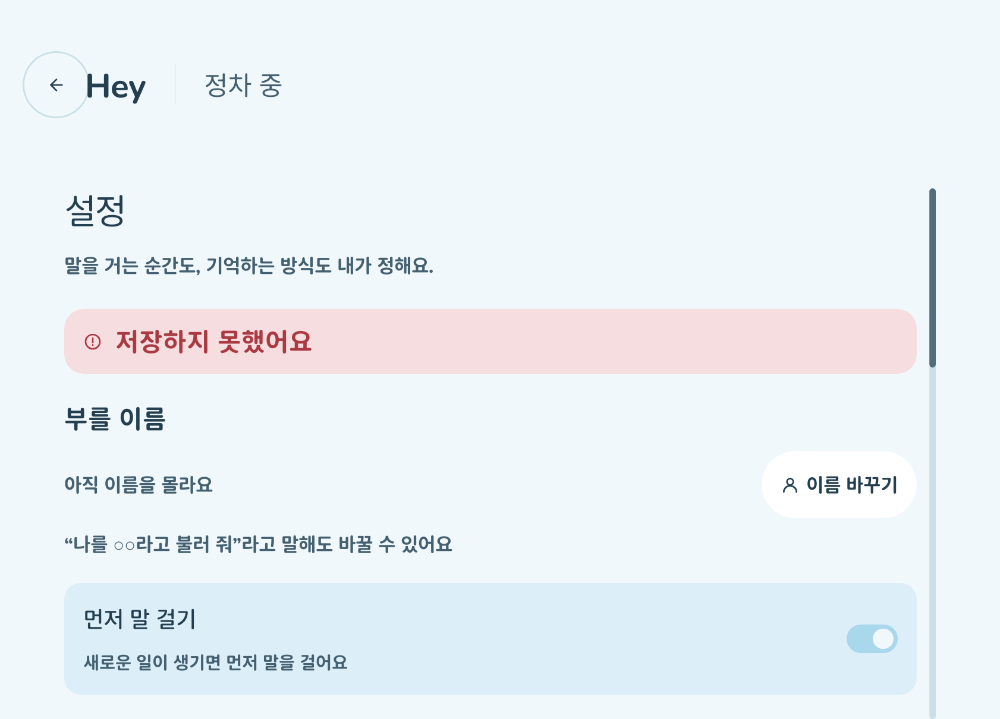 Hey
정차 중
설정
말을 거는 순간도, 기억하는 방식도 내가 정해요.
저장하지 못했어요
부를 이름
아직 이름을 몰라요
이름 바꾸기
“나를 ○○라고 불러 줘”라고 말해도 바꿀 수 있어요
먼저 말 걸기
새로운 일이 생기면 먼저 말을 걸어요